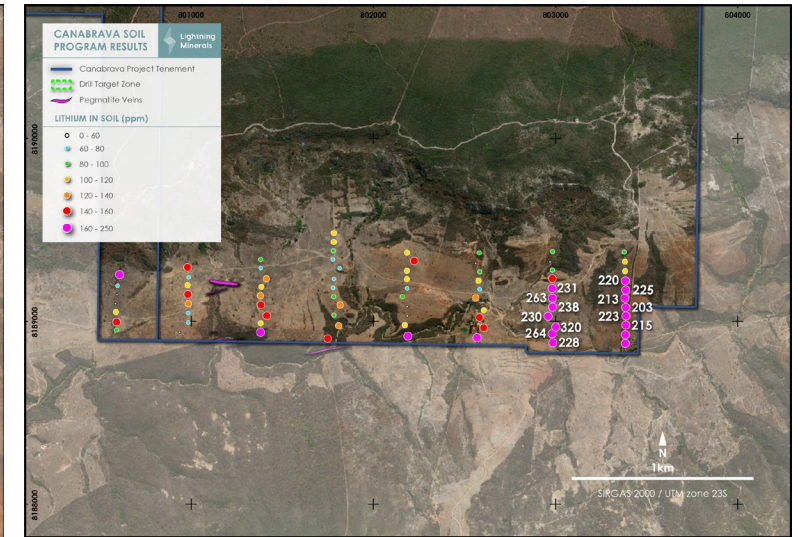 801000
802000
803000
804000
CANABRAVA SOIL
PROGRAM RESULTS
Lightning
Minerals
Canabrava Project Tenement
Drill Target Zone
Pegmatite Veins
LITHIUM IN SOIL (ppm)
0 - 60
60 - 80
80 - 100
100 - 120
120 - 140
140 - 160
160 - 250
8190000
8189000
8188000
231
263
238
230
320
264
228
220
225
213
203
223
215
N
1km
SIRGAS 2000 / UTM zone 23S